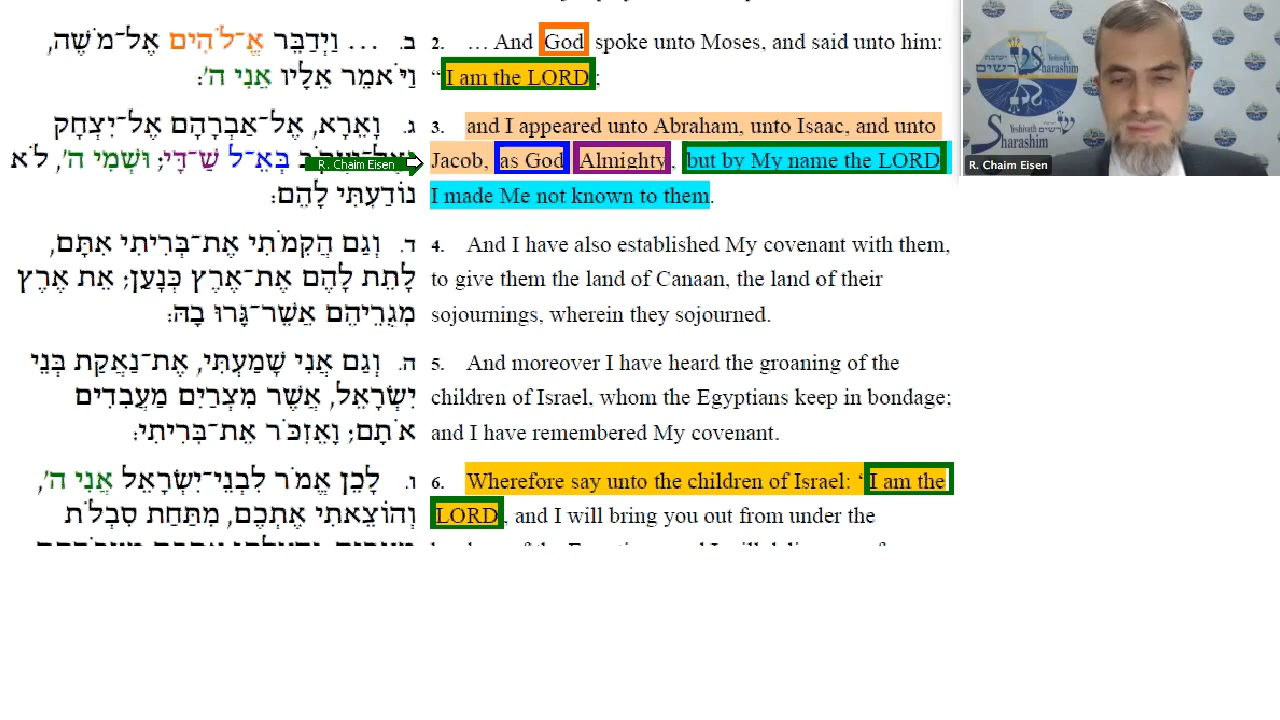 ב. ... וַיְדַבֵּר אֱ־לֹהִים אֶל־מֹשֶׁה,
וַיֹּאמֶר אֵלָיו אֲנִי ה':
ג. וָאֵרָא, אֶל־אַבְרָהָם אֶל־יִצְחָק
בְּאֵ־ל שַׁ־דָּי; וּשְׁמִי ה', לֹא
נוֹדַעְתִּי לָהֶם:
ד. וְגַם הֲקִמֹתִי אֶת־בְּרִיתִי אִתָּם,
לָתֵת לָהֶם אֶת־אֶרֶץ כְּנָעַן; אֵת אֶרֶץ
מְגֻרֵיהֶם אֲשֶׁר־גָּרוּ בָהּ:
ה. וְגַם אֲנִי שָׁמַעְתִּי, אֶת־נַאֲקַת בְּנֵי
יִשְׂרָאֵל, אֲשֶׁר מִצְרַיִם מַעֲבִדִים
אֹתָם; וָאֶזְכֹּר אֶת־בְּרִיתִי:
ו. לָכֵן אֱמֹר לִבְנֵי־יִשְׂרָאֵל אֲנִי ה',
וְהוֹצֵאתִי אֶתְכֶם, מִתַּחַת סִבְלֹת
2. ... And God spoke unto Moses, and said unto him:
“I am the LORD;
3. and I appeared unto Abraham, unto Isaac, and unto
Jacob, as God Almighty, but by My name the LORD
I made Me not known to them.
4. And I have also established My covenant with them,
to give them the land of Canaan, the land of their
sojournings, wherein they sojourned.
5. And moreover I have heard the groaning of the
children of Israel, whom the Egyptians keep in bondage;
and I have remembered My covenant.
6. Wherefore say unto the children of Israel: ‘I am the
LORD, and I will bring you out from under the
R. Chaim Eisen
Yeshivath
Sharashim
ישיבת
שרשים
Yeshivath שרשים
Sharashim
R. Chaim Eisen